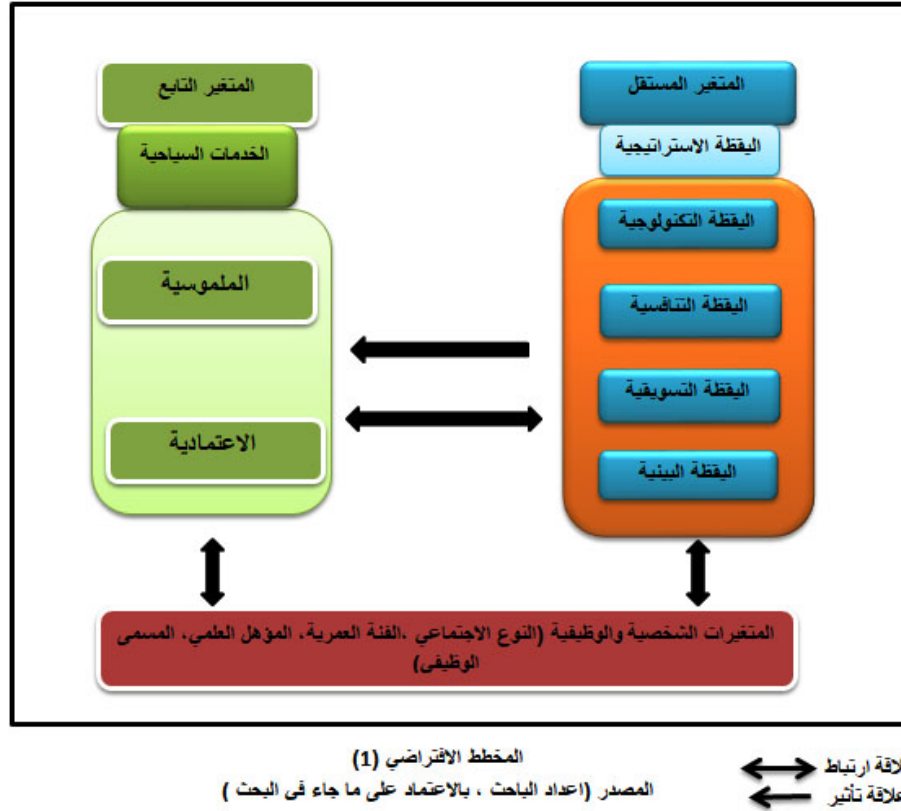 المتغير المستقل
اليقظة الاستراتيجية
اليقظة التكنولوجية
اليقظة التنافسية
اليقظة التسويقية
اليقظة البيئية
المتغير التابع
الخدمات السياحية
الملموسية
الاعتمادية
المتغيرات الشخصية والوظيفية (النوع الاجتماعي ،الفئة العمرية، المؤهل العلمي، المسمى
الوظيفي)
المخطط الافتراضي (1)
المصدر (اعداد الباحث ، بالاعتماد على ما جاء في البحث )
لاقة ارتباط
علاقة تأثير